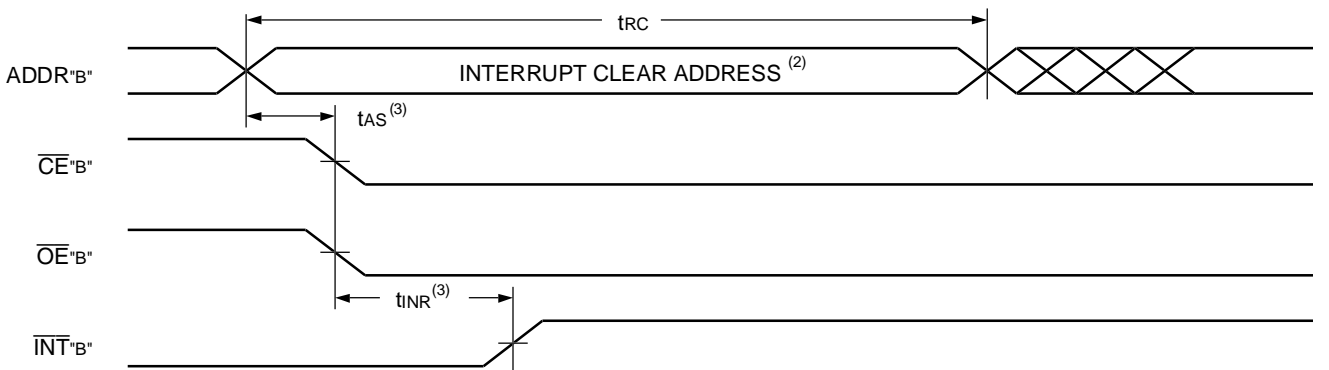 tRC
ADDR"B"
INTERRUPT CLEAR ADDRESS (2)
tAS(3)
CE"B"
OE"B"
tINR(3)
INT"B"